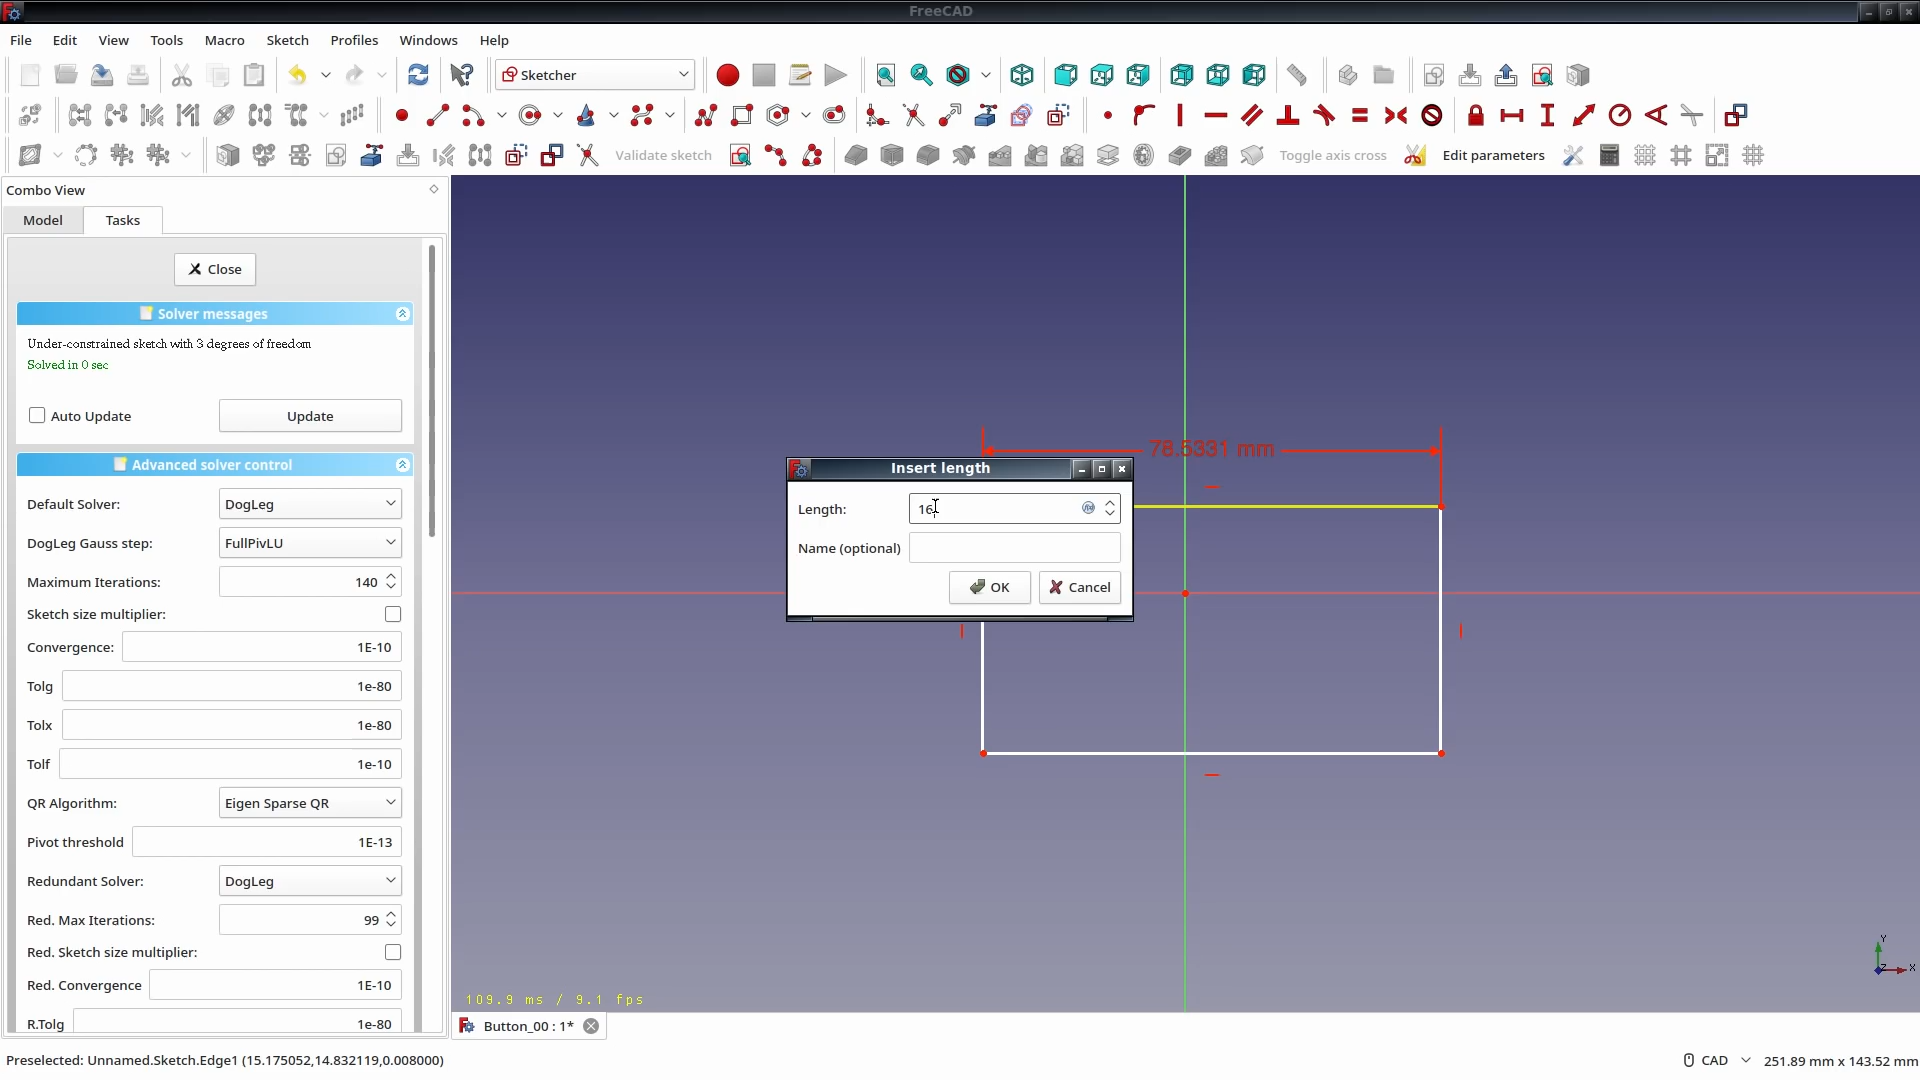 FreeCAD
File Edit View Tools Macro Sketch Profiles Windows Help
Sketcher
Validate sketch
Toggle axis cross
Edit parameters
Combo View
Model
Tasks
Close
Solver messages
Under-constrained sketch with 3 degrees of freedom
Solved in 0 sec
Auto Update
Update
Advanced solver control
Default Solver: DogLeg
DogLeg Gauss step: FullPivLU
Maximum Iterations: 140
Sketch size multiplier:
Convergence: 1E-10
Tolg 1e-80
Tolx 1e-80
Tolf 1e-10
QR Algorithm: Eigen Sparse QR
Pivot threshold 1E-13
Redundant Solver: DogLeg
Red. Max Iterations: 99
Red. Sketch size multiplier:
Red. Convergence 1E-10
R.Tolg 1e-80
78.5331 mm
Insert length
Length: 16
Name (optional)
OK
Cancel
Y
Z
X
109.9 ms / 9.1 fps
Button_00 : 1*
Preselected: Unnamed.Sketch.Edge1 (15.175052,14.832119,0.008000)
CAD
251.89 mm x 143.52 mm